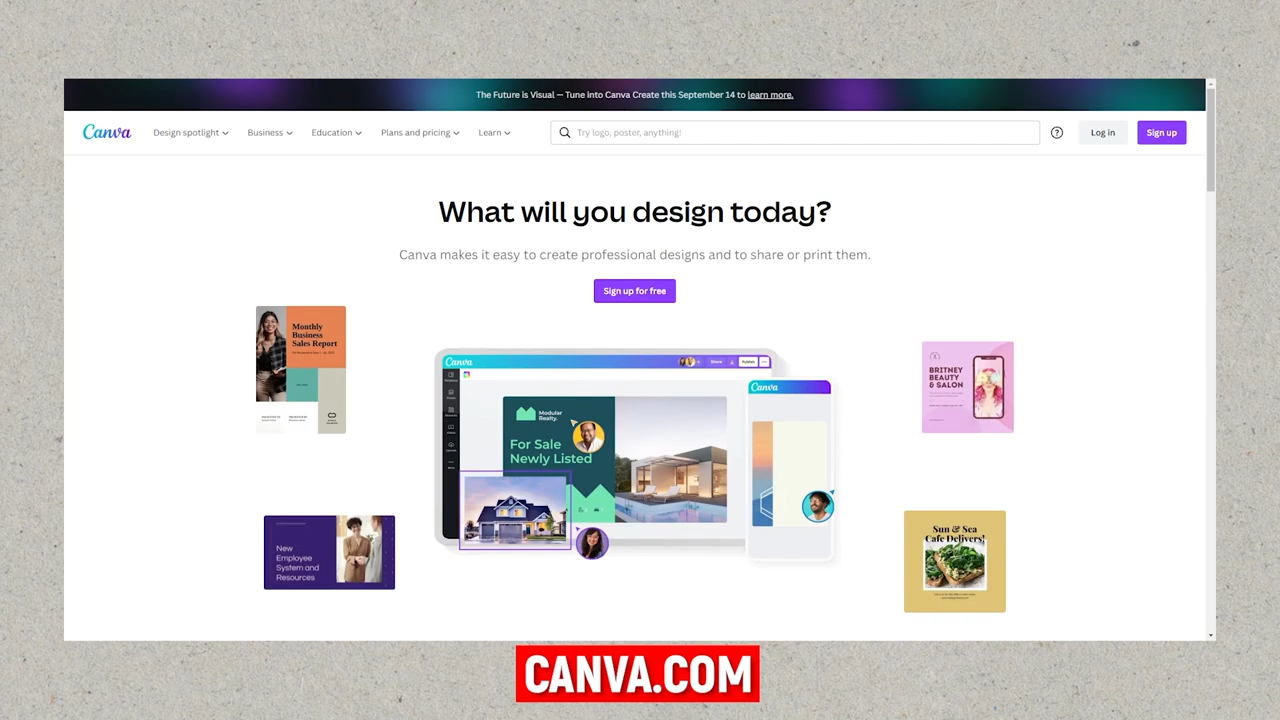 The Future is Visual — Tune into Canva Create this September 14 to learn more.
Canva
Design spotlight
Business
Education
Plans and pricing
Learn
Try logo, poster, anything!
?
Log in
Sign up
What will you design today?
Canva makes it easy to create professional designs and to share or print them.
Sign up for free
Monthly
Business
Sales Report
Canva
Share
Publish
Modular
Realty.
For Sale
Newly Listed
Canva
BRITNEY
BEAUTY
& SALON
New
Employee
System and
Resources
Sun & Sea
Cafe Delivers!
CANVA.COM